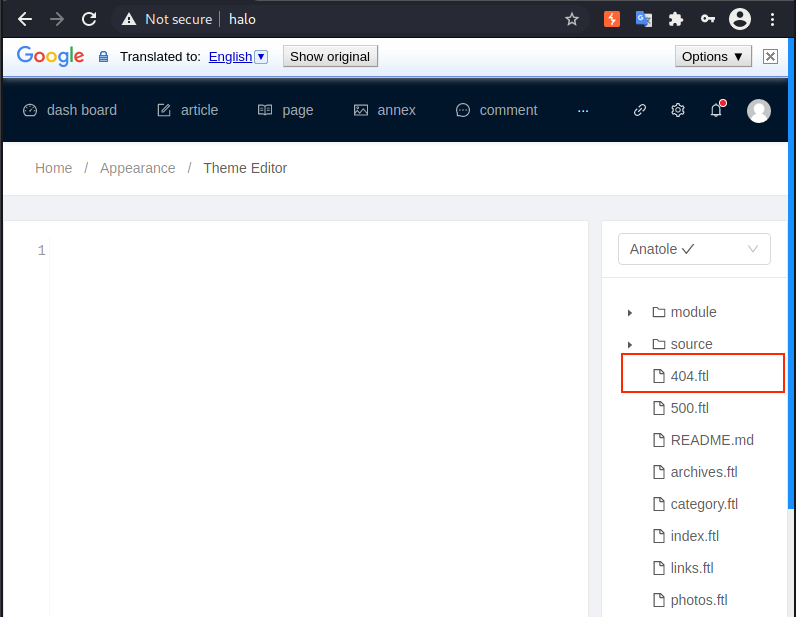 Not secure halo
Google Translated to: English▼ Show original Options ▼
dash board article page annex comment ···
Home / Appearance / Theme Editor
1
Anatole ✓
module
source
404.ftl
500.ftl
README.md
archives.ftl
category.ftl
index.ftl
links.ftl
photos.ftl